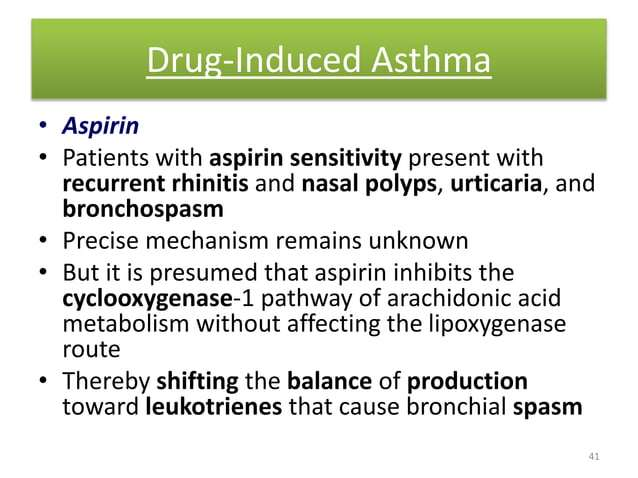 Drug-Induced Asthma
• Aspirin
• Patients with aspirin sensitivity present with
recurrent rhinitis and nasal polyps, urticaria, and
bronchospasm
• Precise mechanism remains unknown
• But it is presumed that aspirin inhibits the
cyclooxygenase-1 pathway of arachidonic acid
metabolism without affecting the lipoxygenase
route
• Thereby shifting the balance of production
toward leukotrienes that cause bronchial spasm
41